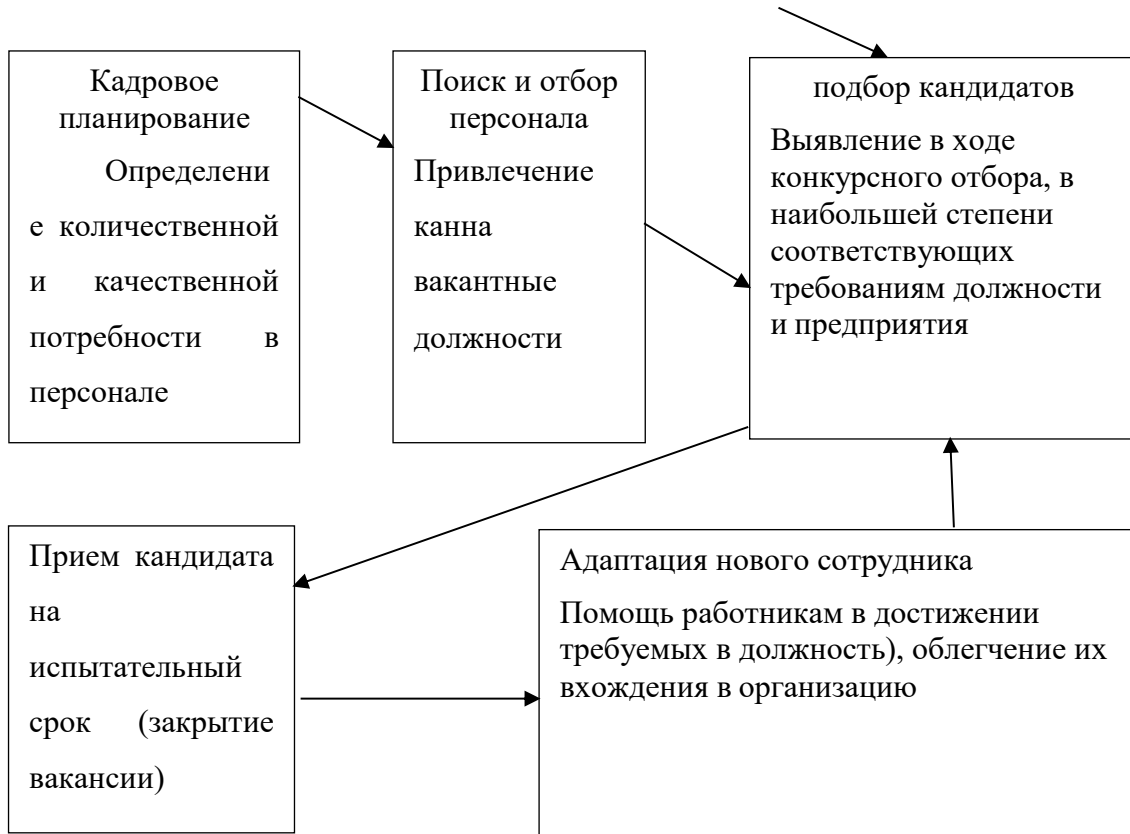 Кадровое
планирование
Определени
е количественной
и качественной
потребности в
персонале
Поиск и отбор
персонала
Привлечение
канна
вакантные
должности
подбор кандидатов
Выявление в ходе
конкурсного отбора, в
наибольшей степени
соответствующих
требованиям должности
и предприятия
Прием кандидата
на
испытательный
срок (закрытие
вакансии)
Адаптация нового сотрудника
Помощь работникам в достижении
требуемых в должность), облегчение их
вхождения в организацию